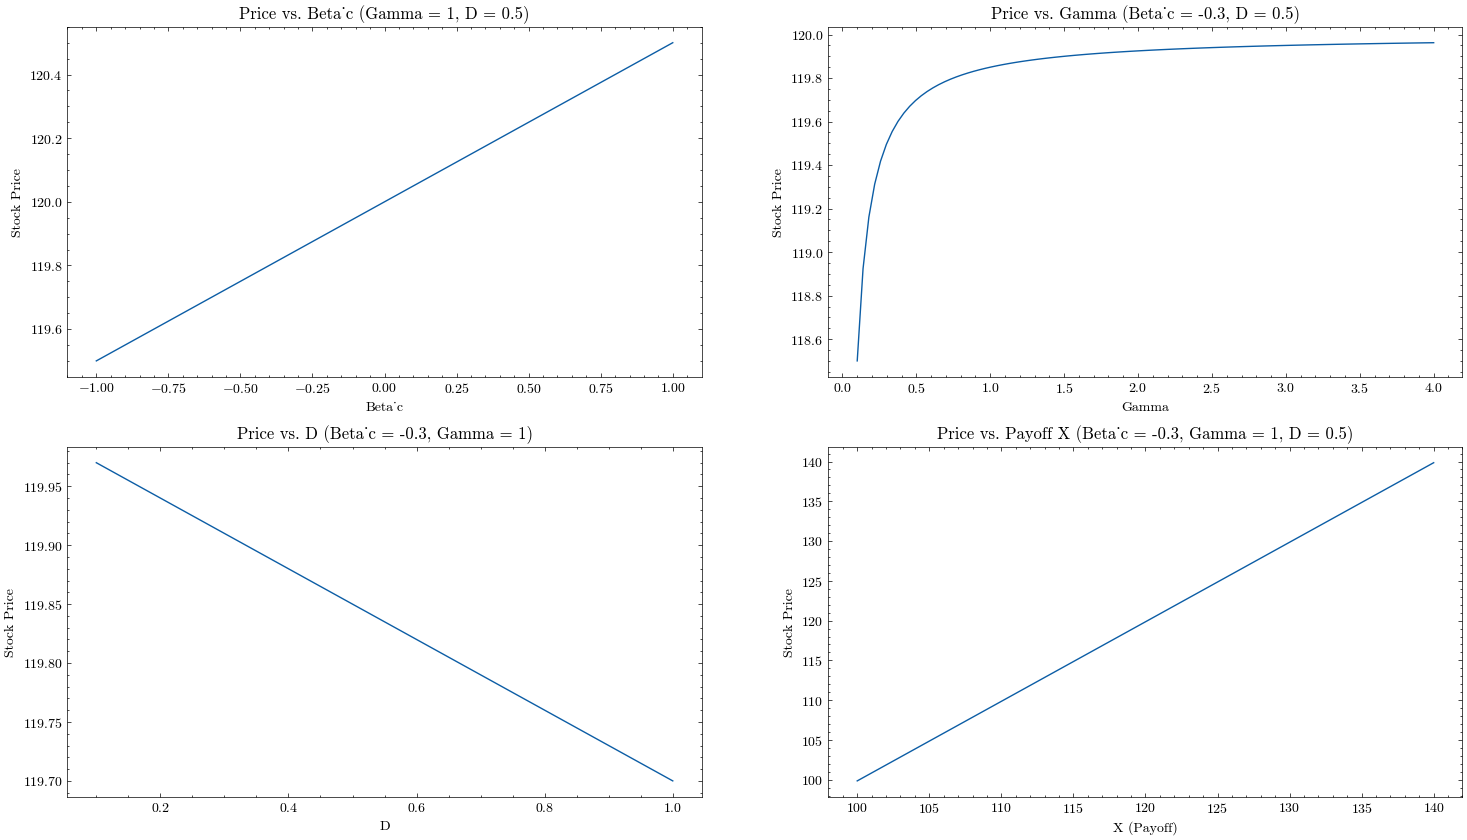 Price vs. Beta˙c (Gamma = 1, D = 0.5)
Stock Price
120.4
120.2
120.0
119.8
119.6
−1.00 −0.75 −0.50 −0.25 0.00 0.25 0.50 0.75 1.00
Beta˙c
Price vs. Gamma (Beta˙c = -0.3, D = 0.5)
Stock Price
120.0
119.8
119.6
119.4
119.2
119.0
118.8
118.6
0.0 0.5 1.0 1.5 2.0 2.5 3.0 3.5 4.0
Gamma
Price vs. D (Beta˙c = -0.3, Gamma = 1)
Stock Price
119.95
119.90
119.85
119.80
119.75
119.70
0.2 0.4 0.6 0.8 1.0
D
Price vs. Payoff X (Beta˙c = -0.3, Gamma = 1, D = 0.5)
Stock Price
140
135
130
125
120
115
110
105
100
100 105 110 115 120 125 130 135 140
X (Payoff)